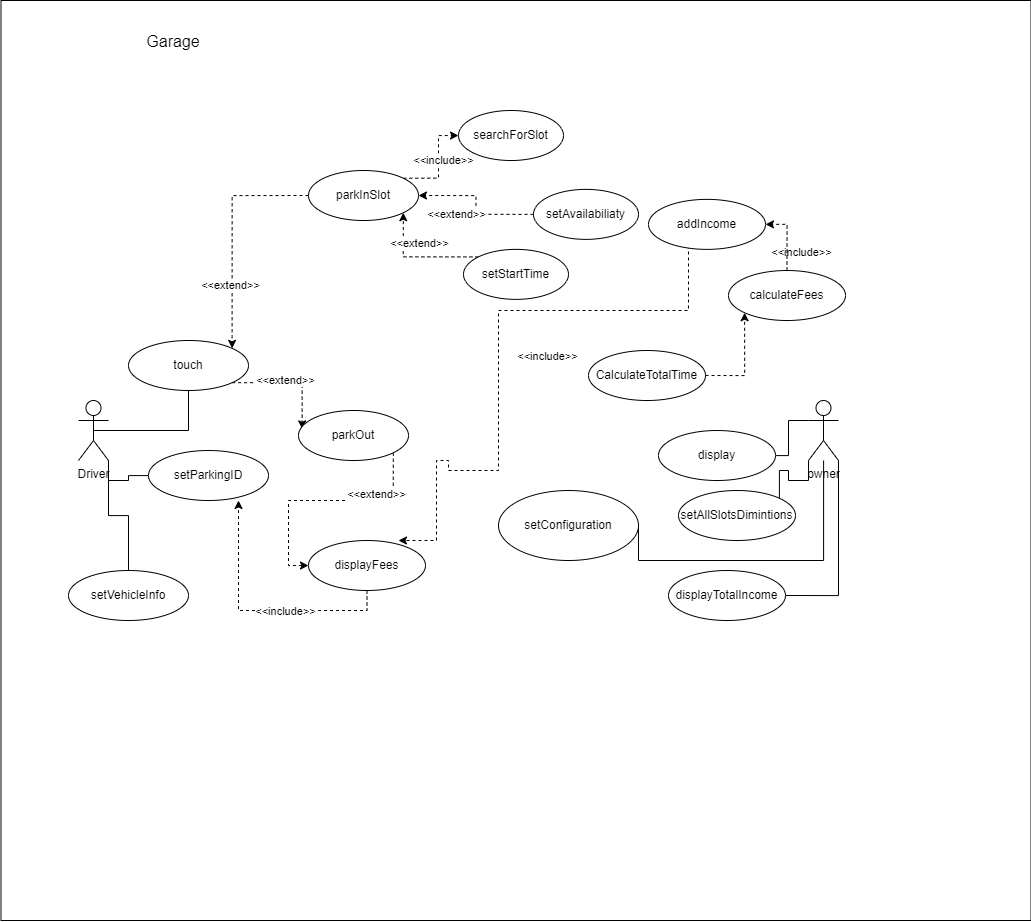 Garage
searchForSlot
<<include>>
parkInSlot
<<extend>>
setAvailabiliaty
addIncome
<<extend>>
<<include>>
setStartTime
<<extend>>
calculateFees
<<include>>
touch
<<extend>>
CalculateTotalTime
parkOut
display
Driver
setParkingID
owner
<<extend>>
setAllSlotsDimintions
setConfiguration
displayFees
setVehicleInfo
displayTotalIncome
<<include>>